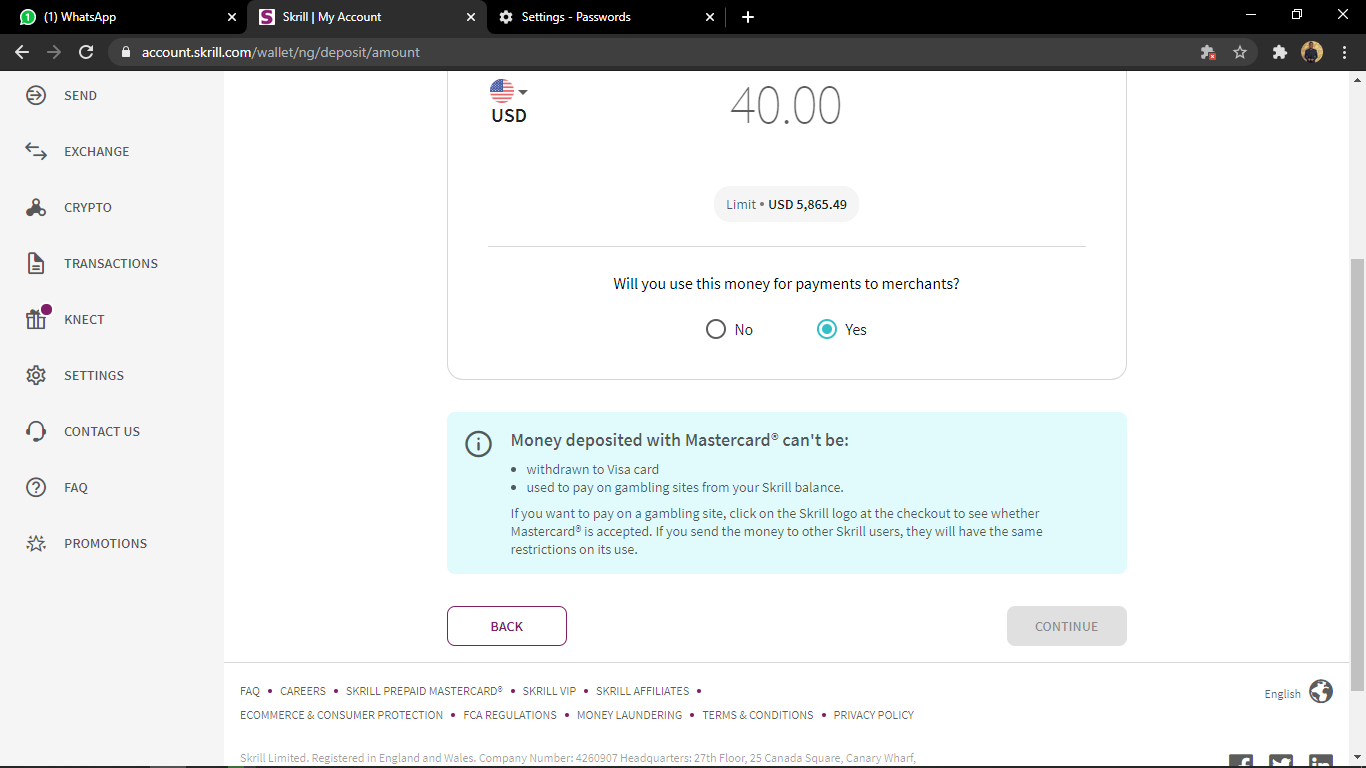 (1) WhatsApp
Skrill | My Account
Settings - Passwords
account.skrill.com/wallet/ng/deposit/amount
SEND
EXCHANGE
CRYPTO
TRANSACTIONS
KNECT
SETTINGS
CONTACT US
FAQ
PROMOTIONS
USD
40.00
Limit • USD 5,865.49
Will you use this money for payments to merchants?
No
Yes
Money deposited with Mastercard® can't be:
• withdrawn to Visa card
• used to pay on gambling sites from your Skrill balance.
If you want to pay on a gambling site, click on the Skrill logo at the checkout to see whether
Mastercard® is accepted. If you send the money to other Skrill users, they will have the same
restrictions on its use.
BACK
CONTINUE
FAQ • CAREERS • SKRILL PREPAID MASTERCARD® • SKRILL VIP • SKRILL AFFILIATES •
ECOMMERCE & CONSUMER PROTECTION • FCA REGULATIONS • MONEY LAUNDERING • TERMS & CONDITIONS • PRIVACY POLICY
English
Skrill Limited. Registered in England and Wales. Company Number: 4260907 Headquarters: 27th Floor, 25 Canada Square, Canary Wharf,